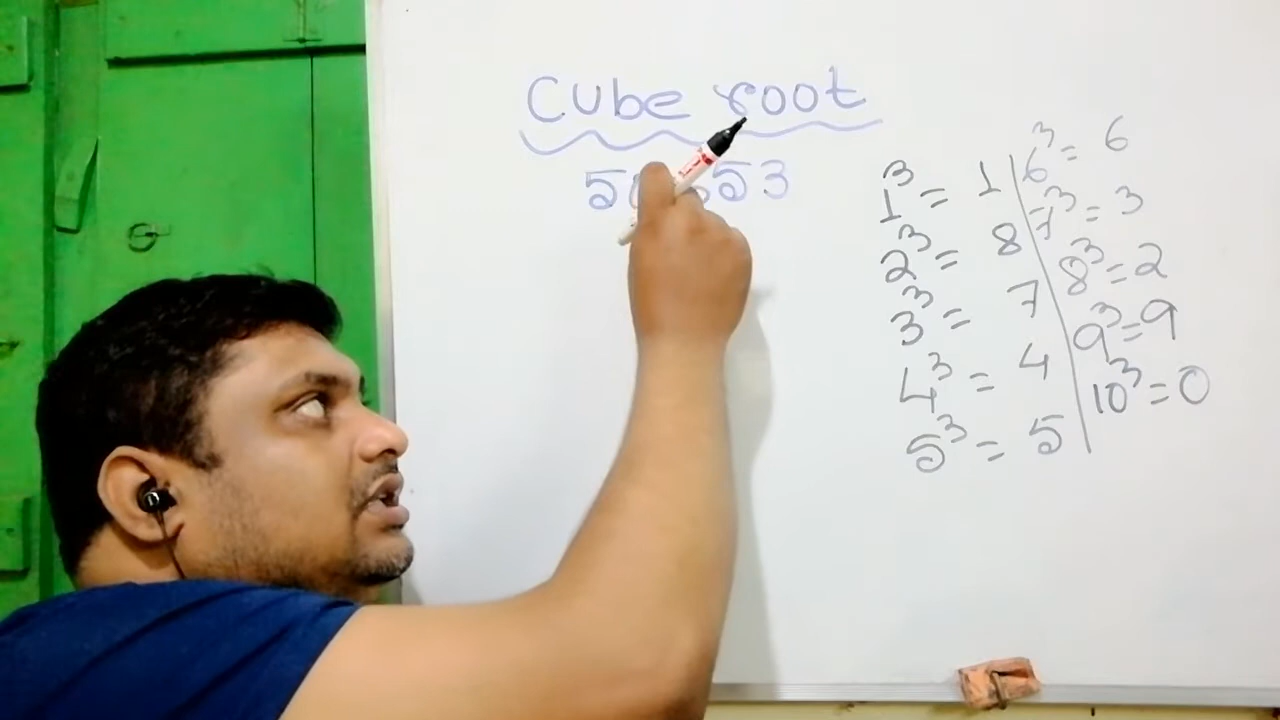 Cube root
53
1³ = 1
2³ = 8
3³ = 7
4³ = 4
5³ = 5
6³ = 6
7³ = 3
8³ = 2
9³ = 9
10³ = 0